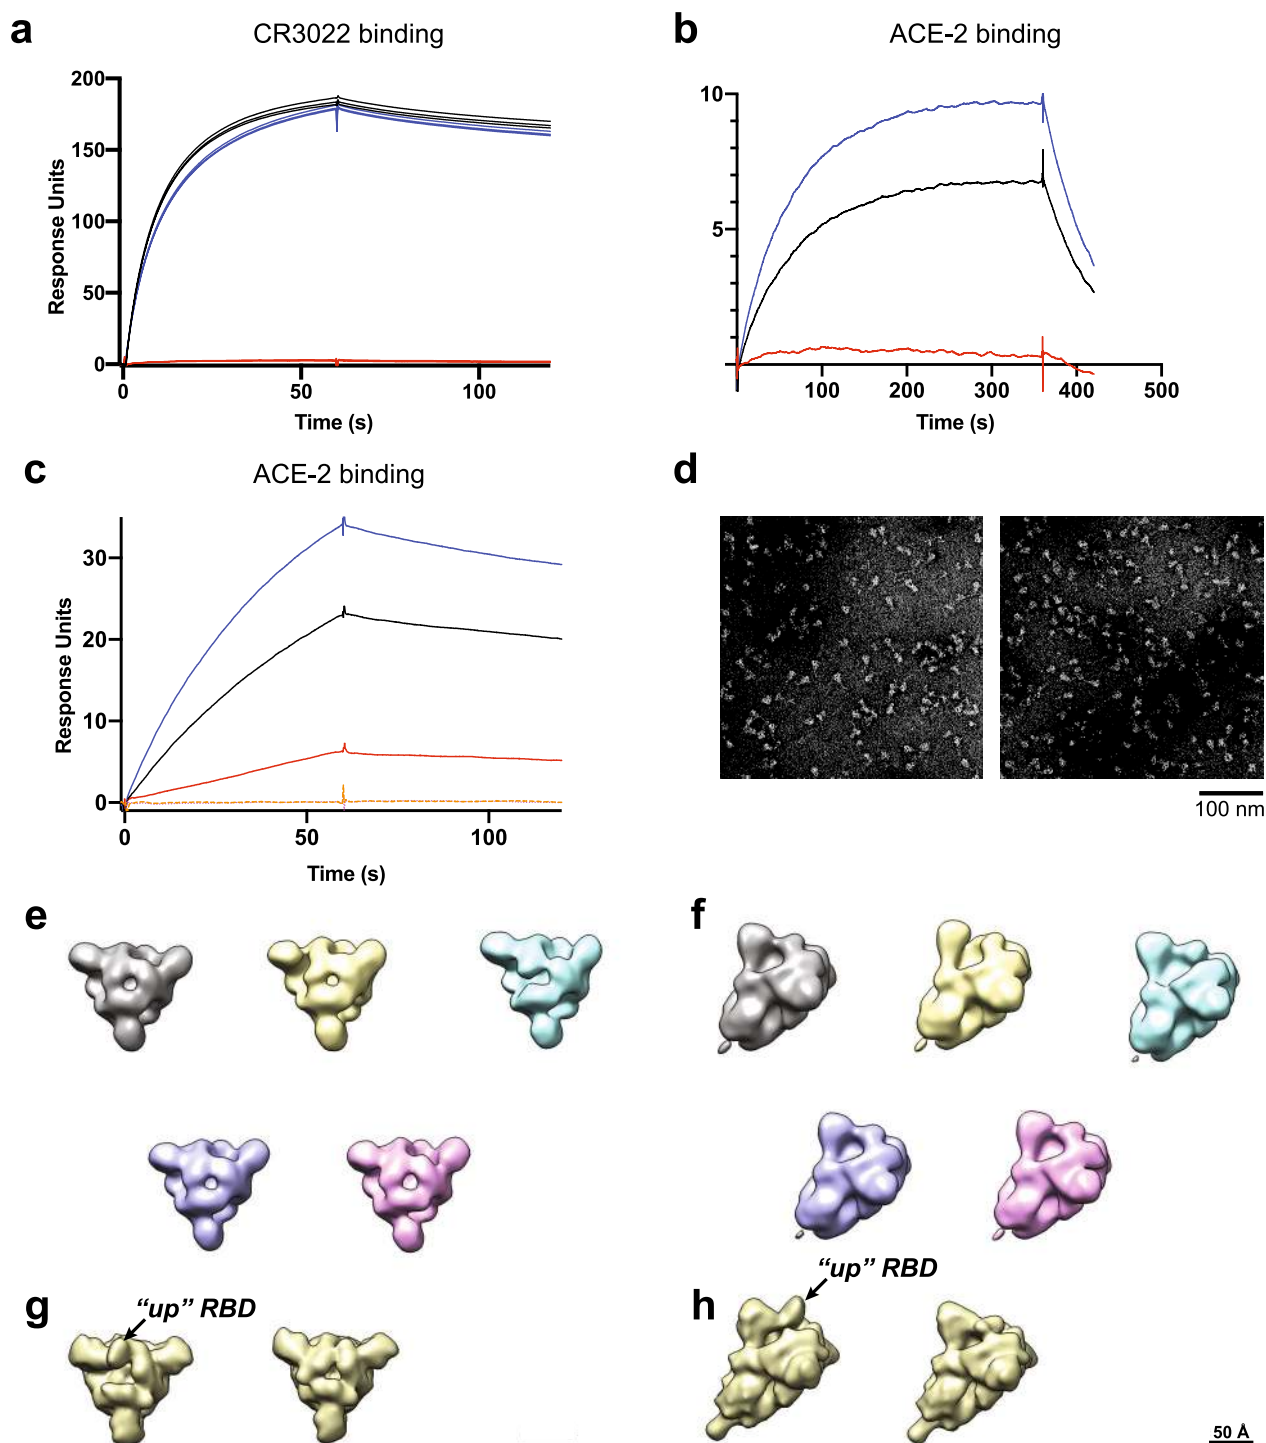 a
CR3022 binding
200
150
100
50
0
Response Units
0
50
100
Time (s)
b
ACE-2 binding
10
5
100
200
300
400
500
Time (s)
c
ACE-2 binding
30
20
10
0
Response Units
0
50
100
Time (s)
d
100 nm
e
f
g
"up" RBD
h
"up" RBD
50 Å